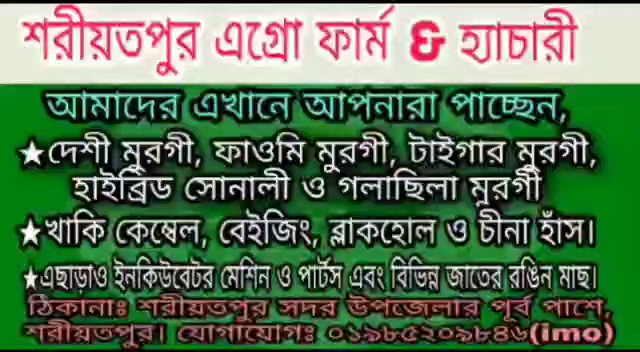 শরীয়তপুর এগ্রো ফার্ম & হ্যাচারী
আমাদের এখানে আপনারা পাচ্ছেন,
★দেশী মুরগী, ফাওমি মুরগী, টাইগার মুরগী,
হাইব্রিড সোনালী ও গলাছিলা মুরগী
★খাকি কেম্বেল, বেইজিং, ব্লাকহোল ও চীনা হাঁস।
★এছাড়াও ইনকিউবেটর মেশিন ও পার্টস এবং বিভিন্ন জাতের রঙিন মাছ।
ঠিকানাঃ শরীয়তপুর সদর উপজেলার পূর্ব পাশে,
শরীয়তপুর। যোগাযোগঃ ০১৯৮৫২০৯৮৪৬(imo)